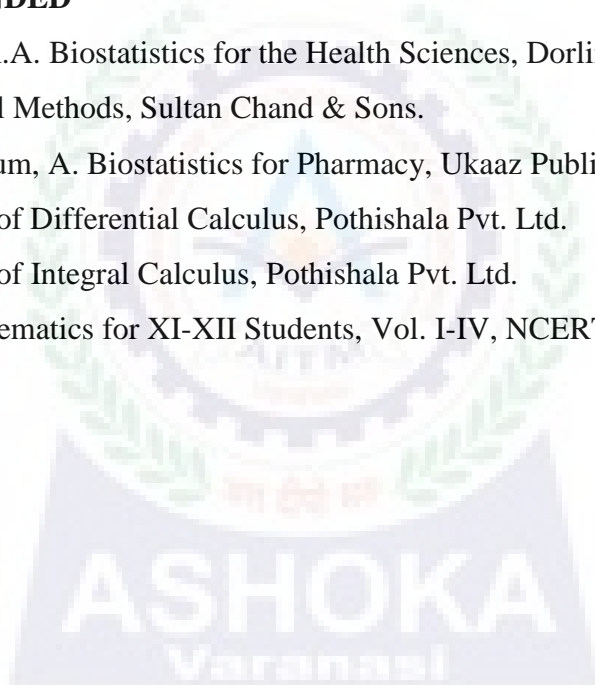 NDED
.A. Biostatistics for the Health Sciences, Dorli
l Methods, Sultan Chand & Sons.
um, A. Biostatistics for Pharmacy, Ukaaz Publi
of Differential Calculus, Pothishala Pvt. Ltd.
of Integral Calculus, Pothishala Pvt. Ltd.
ematics for XI-XII Students, Vol. I-IV, NCERT
AITM
ASHOKA
Varanasi